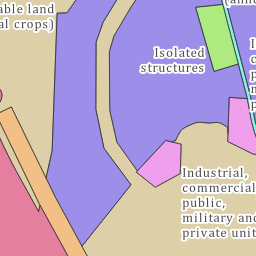 able land
al crops)
Isolated
structures
Industrial,
commercial
public,
military and
private unit